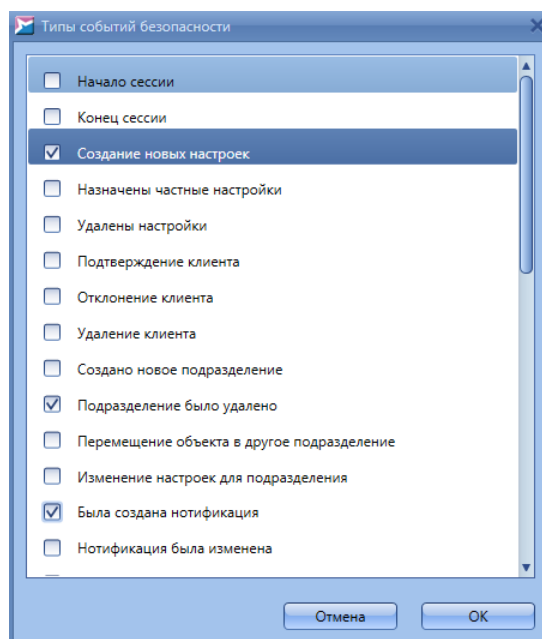 Типы событий безопасности
Начало сессии
Конец сессии
Создание новых настроек
Назначены частные настройки
Удалены настройки
Подтверждение клиента
Отклонение клиента
Удаление клиента
Создано новое подразделение
Подразделение было удалено
Перемещение объекта в другое подразделение
Изменение настроек для подразделения
Была создана нотификация
Нотификация была изменена
Отмена
OK